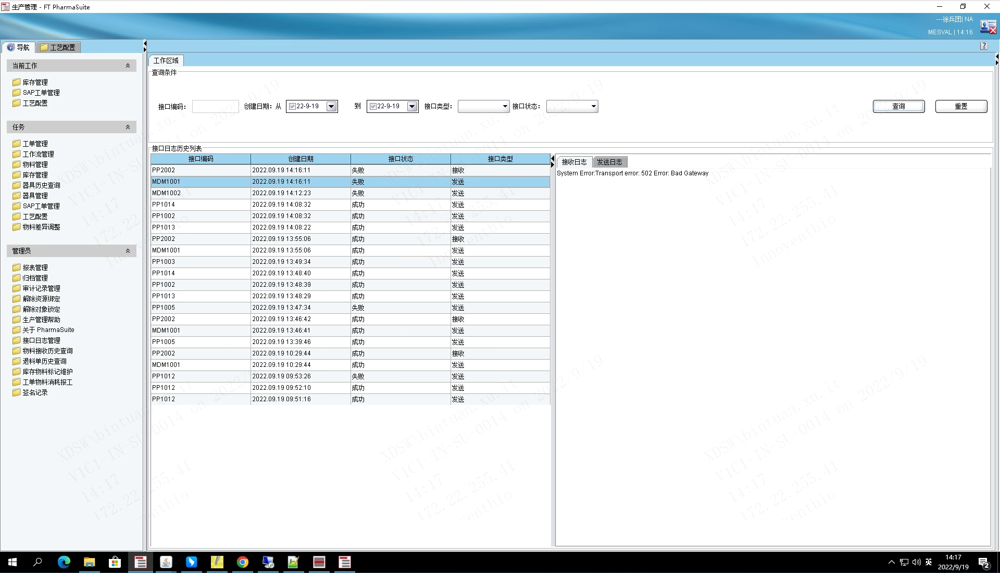 生产管理 - FT PharmaSuite
---徐兵团| NA
MESVAL | 14:16
导航
工艺配置
?
当前工作
库存管理
SAP工单管理
工艺配置
任务
工单管理
工作流管理
物料管理
库存管理
器具历史查询
器具管理
SAP工单管理
工艺配置
物料差异调整
管理员
报表管理
归档管理
审计记录管理
解除资源绑定
解除对象锁定
生产管理帮助
关于 PharmaSuite
接口日志管理
物料接收历史查询
退料单历史查询
库存物料标记维护
工单物料消耗报工
签名记录
工作区域
查询条件
接口编码: 创建日期: 从 22-9-19 到 22-9-19 接口类型: 接口状态: 查询 重置
接口日志历史列表
接口编码 创建日期 接口状态 接口类型
PP2002 2022.09.19 14:16:11 失败 接收
MDM1001 2022.09.19 14:16:11 失败 发送
MDM1002 2022.09.19 14:12:23 失败 发送
PP1014 2022.09.19 14:08:32 成功 发送
PP1002 2022.09.19 14:08:32 成功 发送
PP1013 2022.09.19 14:08:22 成功 发送
PP2002 2022.09.19 13:55:06 成功 接收
MDM1001 2022.09.19 13:55:06 成功 发送
PP1003 2022.09.19 13:49:34 成功 发送
PP1014 2022.09.19 13:48:40 成功 发送
PP1002 2022.09.19 13:48:39 成功 发送
PP1013 2022.09.19 13:48:29 成功 发送
PP1005 2022.09.19 13:47:34 失败 发送
PP2002 2022.09.19 13:46:42 成功 接收
MDM1001 2022.09.19 13:46:41 成功 发送
PP1005 2022.09.19 13:39:46 成功 发送
PP2002 2022.09.19 10:29:44 成功 接收
MDM1001 2022.09.19 10:29:44 成功 发送
PP1012 2022.09.19 09:53:26 失败 发送
PP1012 2022.09.19 09:52:10 成功 发送
PP1012 2022.09.19 09:51:16 成功 发送
接收日志 发送日志
System Error:Transport error: 502 Error: Bad Gateway
XDSW\bintuan.xu.it
V1C1-IN-SU-0014 on 2022/9/19
14:17
172.22.255.41
Innoventbio
英
14:17
2022/9/19
2